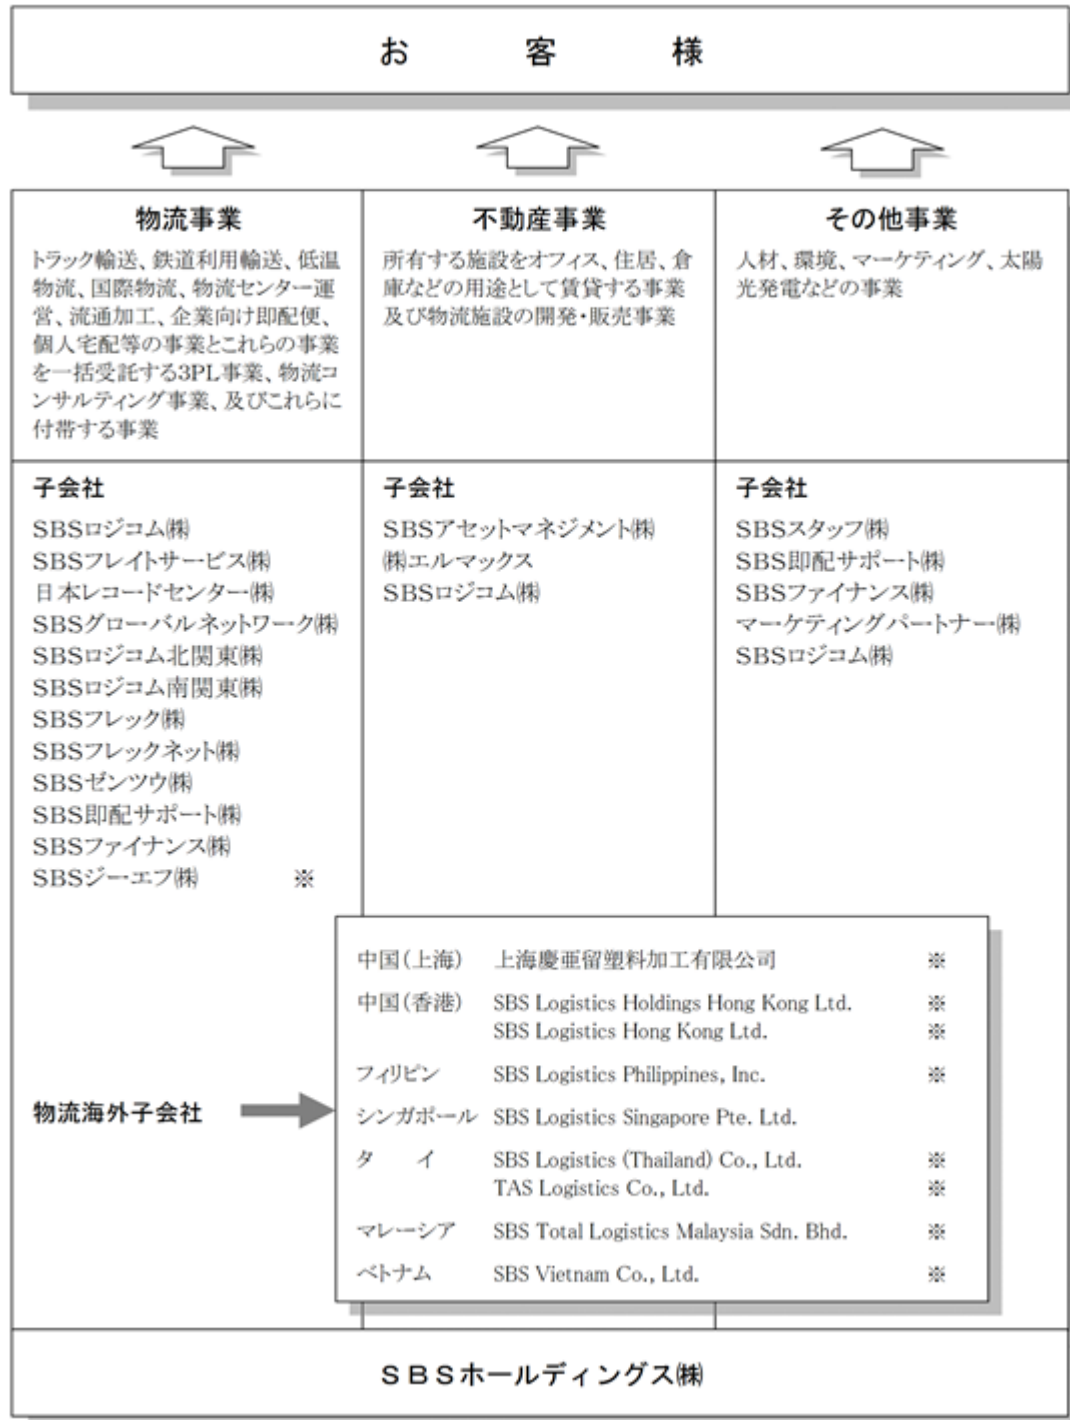 お客様
物流事業
トラック輸送、鉄道利用輸送、低温
物流、国際物流、物流センター運
営、流通加工、企業向け即配便、
個人宅配等の事業とこれらの事業
を一括受託する3PL事業、物流コ
ンサルティング事業、及びこれらに
付帯する事業
不動産事業
所有する施設をオフィス、住居、倉
庫などの用途として賃貸する事業
及び物流施設の開発・販売事業
その他事業
人材、環境、マーケティング、太陽
光発電などの事業
子会社
SBSロジコム㈱
SBSフレイトサービス㈱
日本レコードセンター㈱
SBSグローバルネットワーク㈱
SBSロジコム北関東㈱
SBSロジコム南関東㈱
SBSフレック㈱
SBSフレックネット㈱
SBSゼンツウ㈱
SBS即配サポート㈱
SBSファイナンス㈱
SBSジーエフ㈱ ※
子会社
SBSアセットマネジメント㈱
㈱エルマックス
SBSロジコム㈱
子会社
SBSスタッフ㈱
SBS即配サポート㈱
SBSファイナンス㈱
マーケティングパートナー㈱
SBSロジコム㈱
物流海外子会社
中国（上海） 上海慶亜留塑料加工有限公司 ※
中国（香港） SBS Logistics Holdings Hong Kong Ltd. ※
SBS Logistics Hong Kong Ltd. ※
フィリピン SBS Logistics Philippines, Inc. ※
シンガポール SBS Logistics Singapore Pte. Ltd.
タイ SBS Logistics (Thailand) Co., Ltd. ※
TAS Logistics Co., Ltd. ※
マレーシア SBS Total Logistics Malaysia Sdn. Bhd. ※
ベトナム SBS Vietnam Co., Ltd. ※
ＳＢＳホールディングス㈱